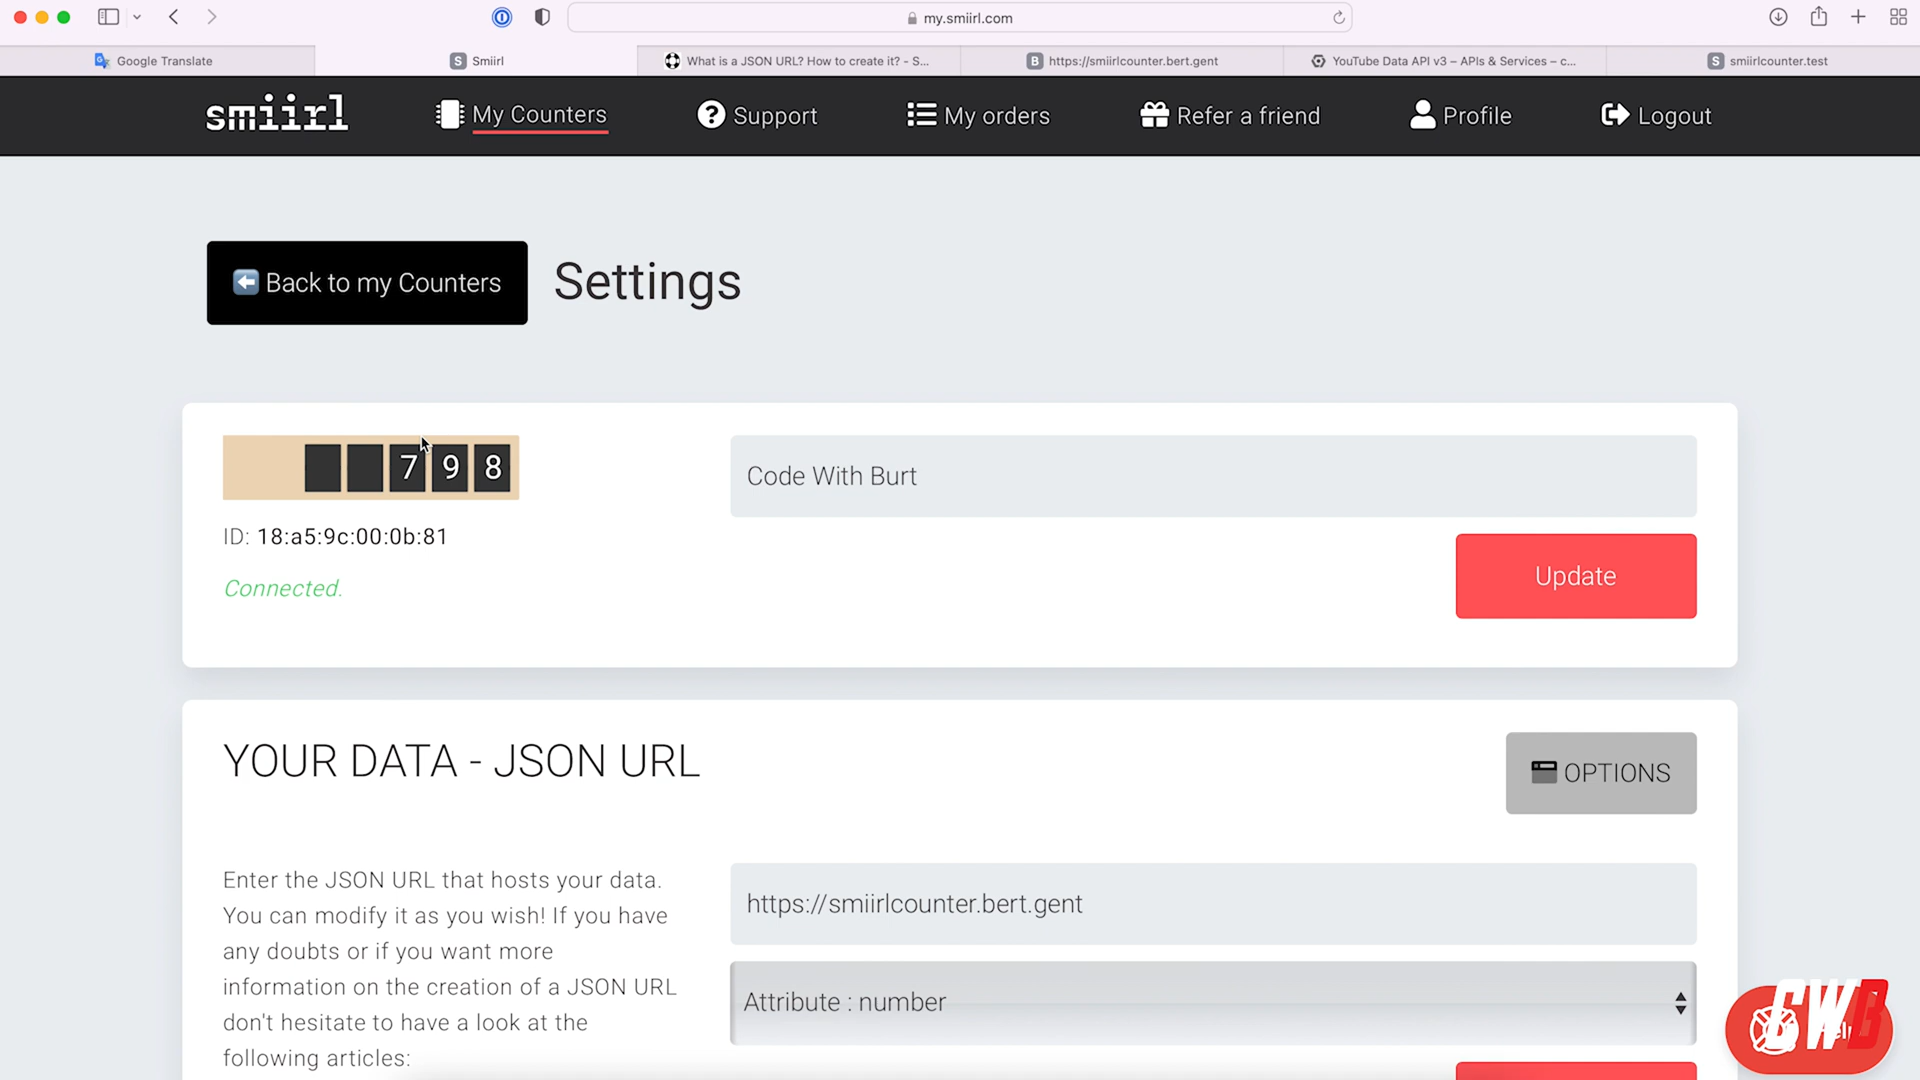 my.smiirl.com
Google Translate
Smiirl
What is a JSON URL? How to create it? - S...
https://smiirlcounter.bert.gent
YouTube Data API v3 – APIs & Services – c...
smiirlcounter.test
smiirl
My Counters
Support
My orders
Refer a friend
Profile
Logout
Back to my Counters
Settings
798
Code With Burt
ID: 18:a5:9c:00:0b:81
Update
Connected.
YOUR DATA - JSON URL
OPTIONS
Enter the JSON URL that hosts your data.
You can modify it as you wish! If you have
any doubts or if you want more
information on the creation of a JSON URL
don't hesitate to have a look at the
following articles:
https://smiirlcounter.bert.gent
Attribute : number
CWB